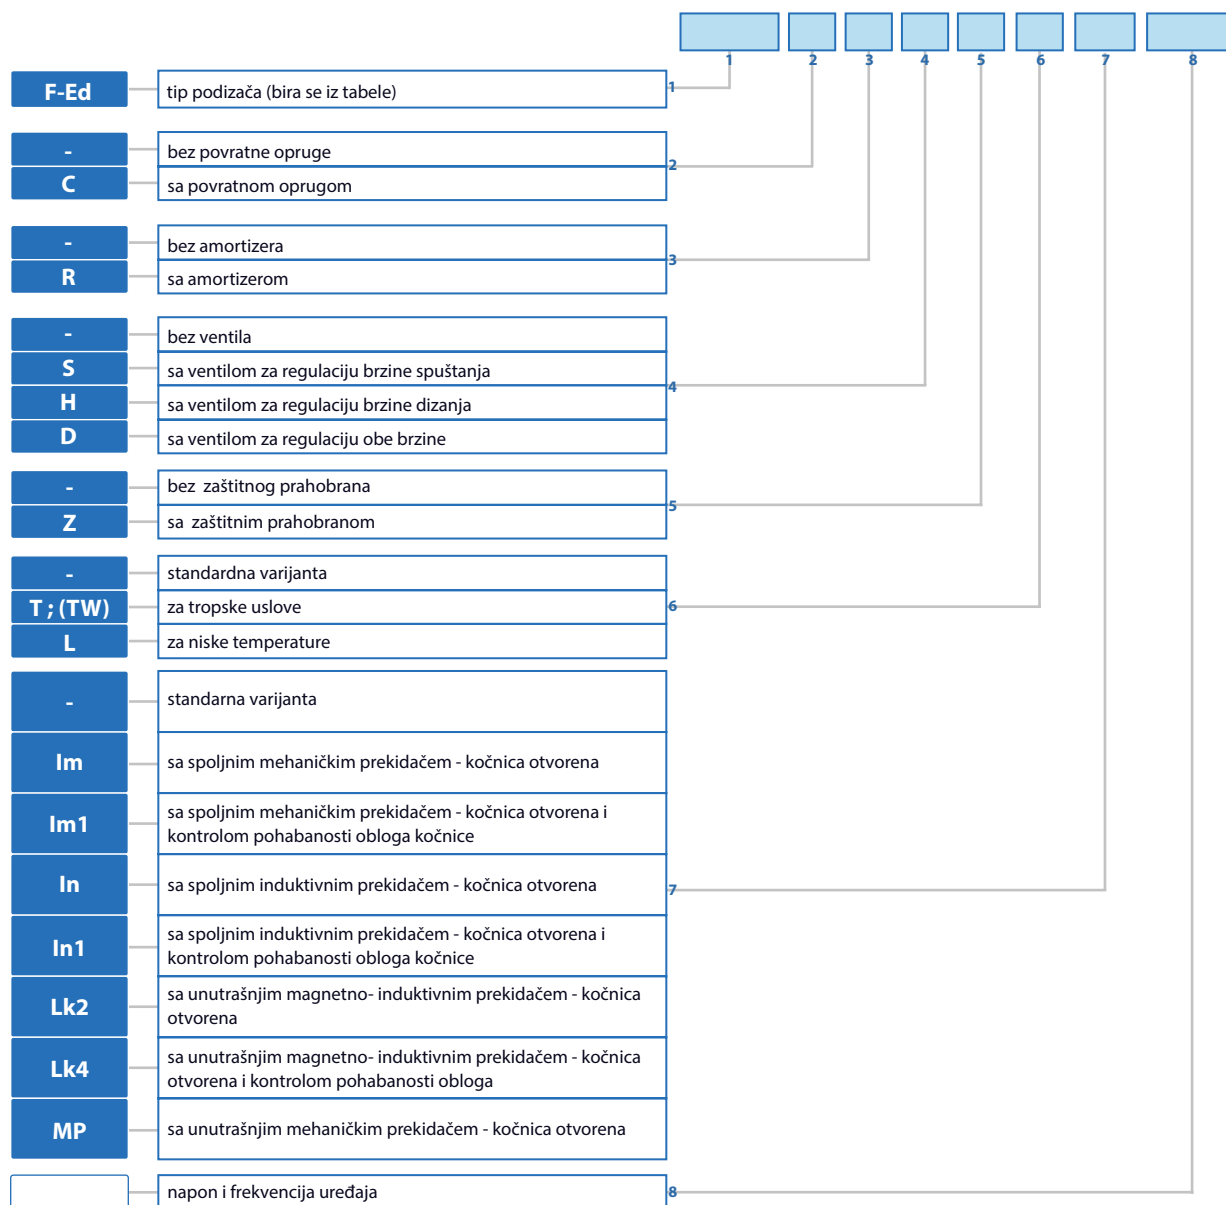 1 2 3 4 5 6 7 8
F-Ed tip podizača (bira se iz tabele) 1
- bez povratne opruge
2
C sa povratnom oprugom
- bez amortizera
3
R sa amortizerom
- bez ventila
S sa ventilom za regulaciju brzine spuštanja
4
H sa ventilom za regulaciju brzine dizanja
D sa ventilom za regulaciju obe brzine
- bez zaštitnog prahobrana
5
Z sa zaštitnim prahobranom
- standardna varijanta
T ; (TW) za tropske uslove 6
L za niske temperature
- standarna varijanta
Im sa spoljnim mehaničkim prekidačem - kočnica otvorena
Im1 sa spoljnim mehaničkim prekidačem - kočnica otvorena i
kontrolom pohabanosti obloga kočnice
In sa spoljnim induktivnim prekidačem - kočnica otvorena 7
In1 sa spoljnim induktivnim prekidačem - kočnica otvorena i
kontrolom pohabanosti obloga kočnice
Lk2 sa unutrašnjim magnetno- induktivnim prekidačem - kočnica
otvorena
Lk4 sa unutrašnjim magnetno- induktivnim prekidačem - kočnica
otvorena i kontrolom pohabanosti obloga
MP sa unutrašnjim mehaničkim prekidačem - kočnica otvorena
napon i frekvencija uređaja 8